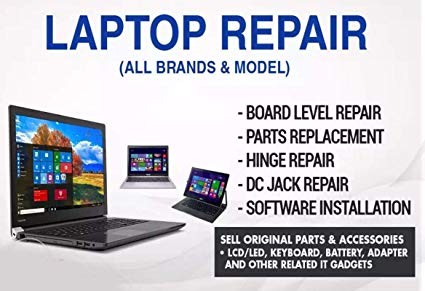 LAPTOP REPAIR
(ALL BRANDS & MODEL)
- BOARD LEVEL REPAIR
- PARTS REPLACEMENT
- HINGE REPAIR
- DC JACK REPAIR
- SOFTWARE INSTALLATION
SELL ORIGINAL PARTS & ACCESSORIES
• LCD/LED, KEYBOARD, BATTERY, ADAPTER
AND OTHER RELATED IT GADGETS